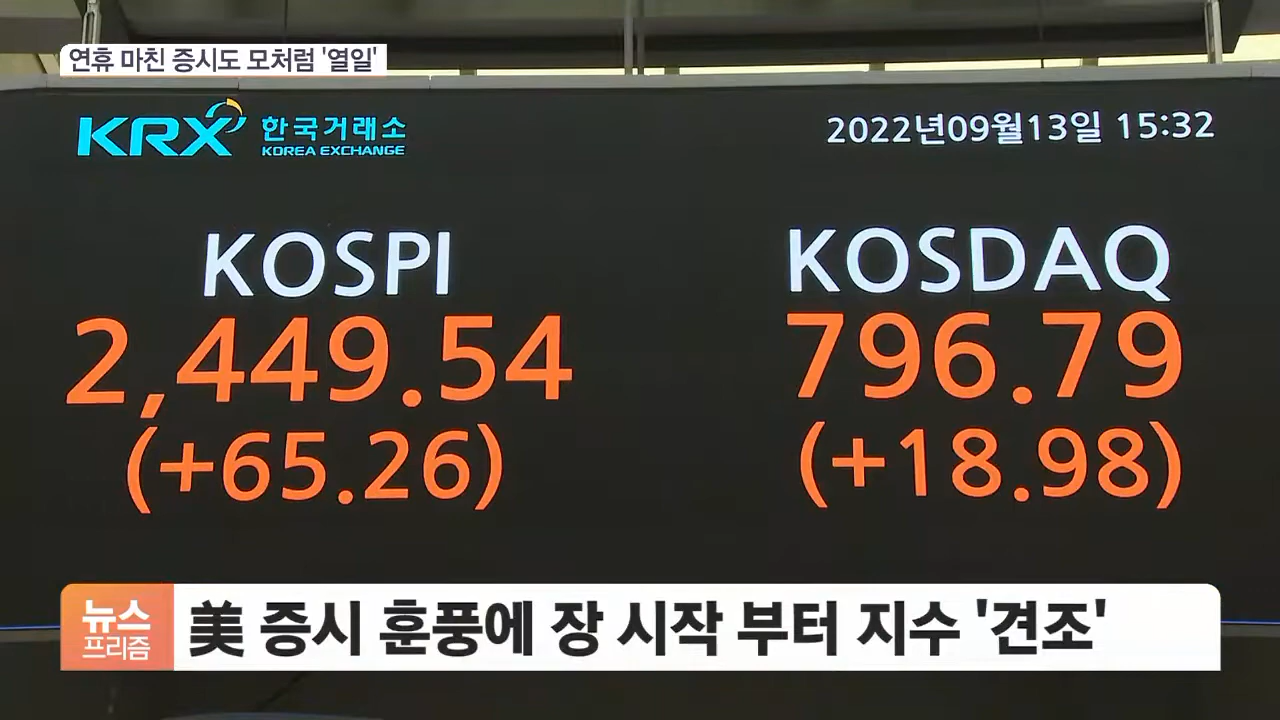 연휴 마친 증시도 모처럼 '열일'
KRX 한국거래소
KOREA EXCHANGE
2022년09월13일 15:32
KOSPI
2,449.54
(+65.26)
KOSDAQ
796.79
(+18.98)
뉴스
프리즘
美 증시 훈풍에 장 시작 부터 지수 '견조'